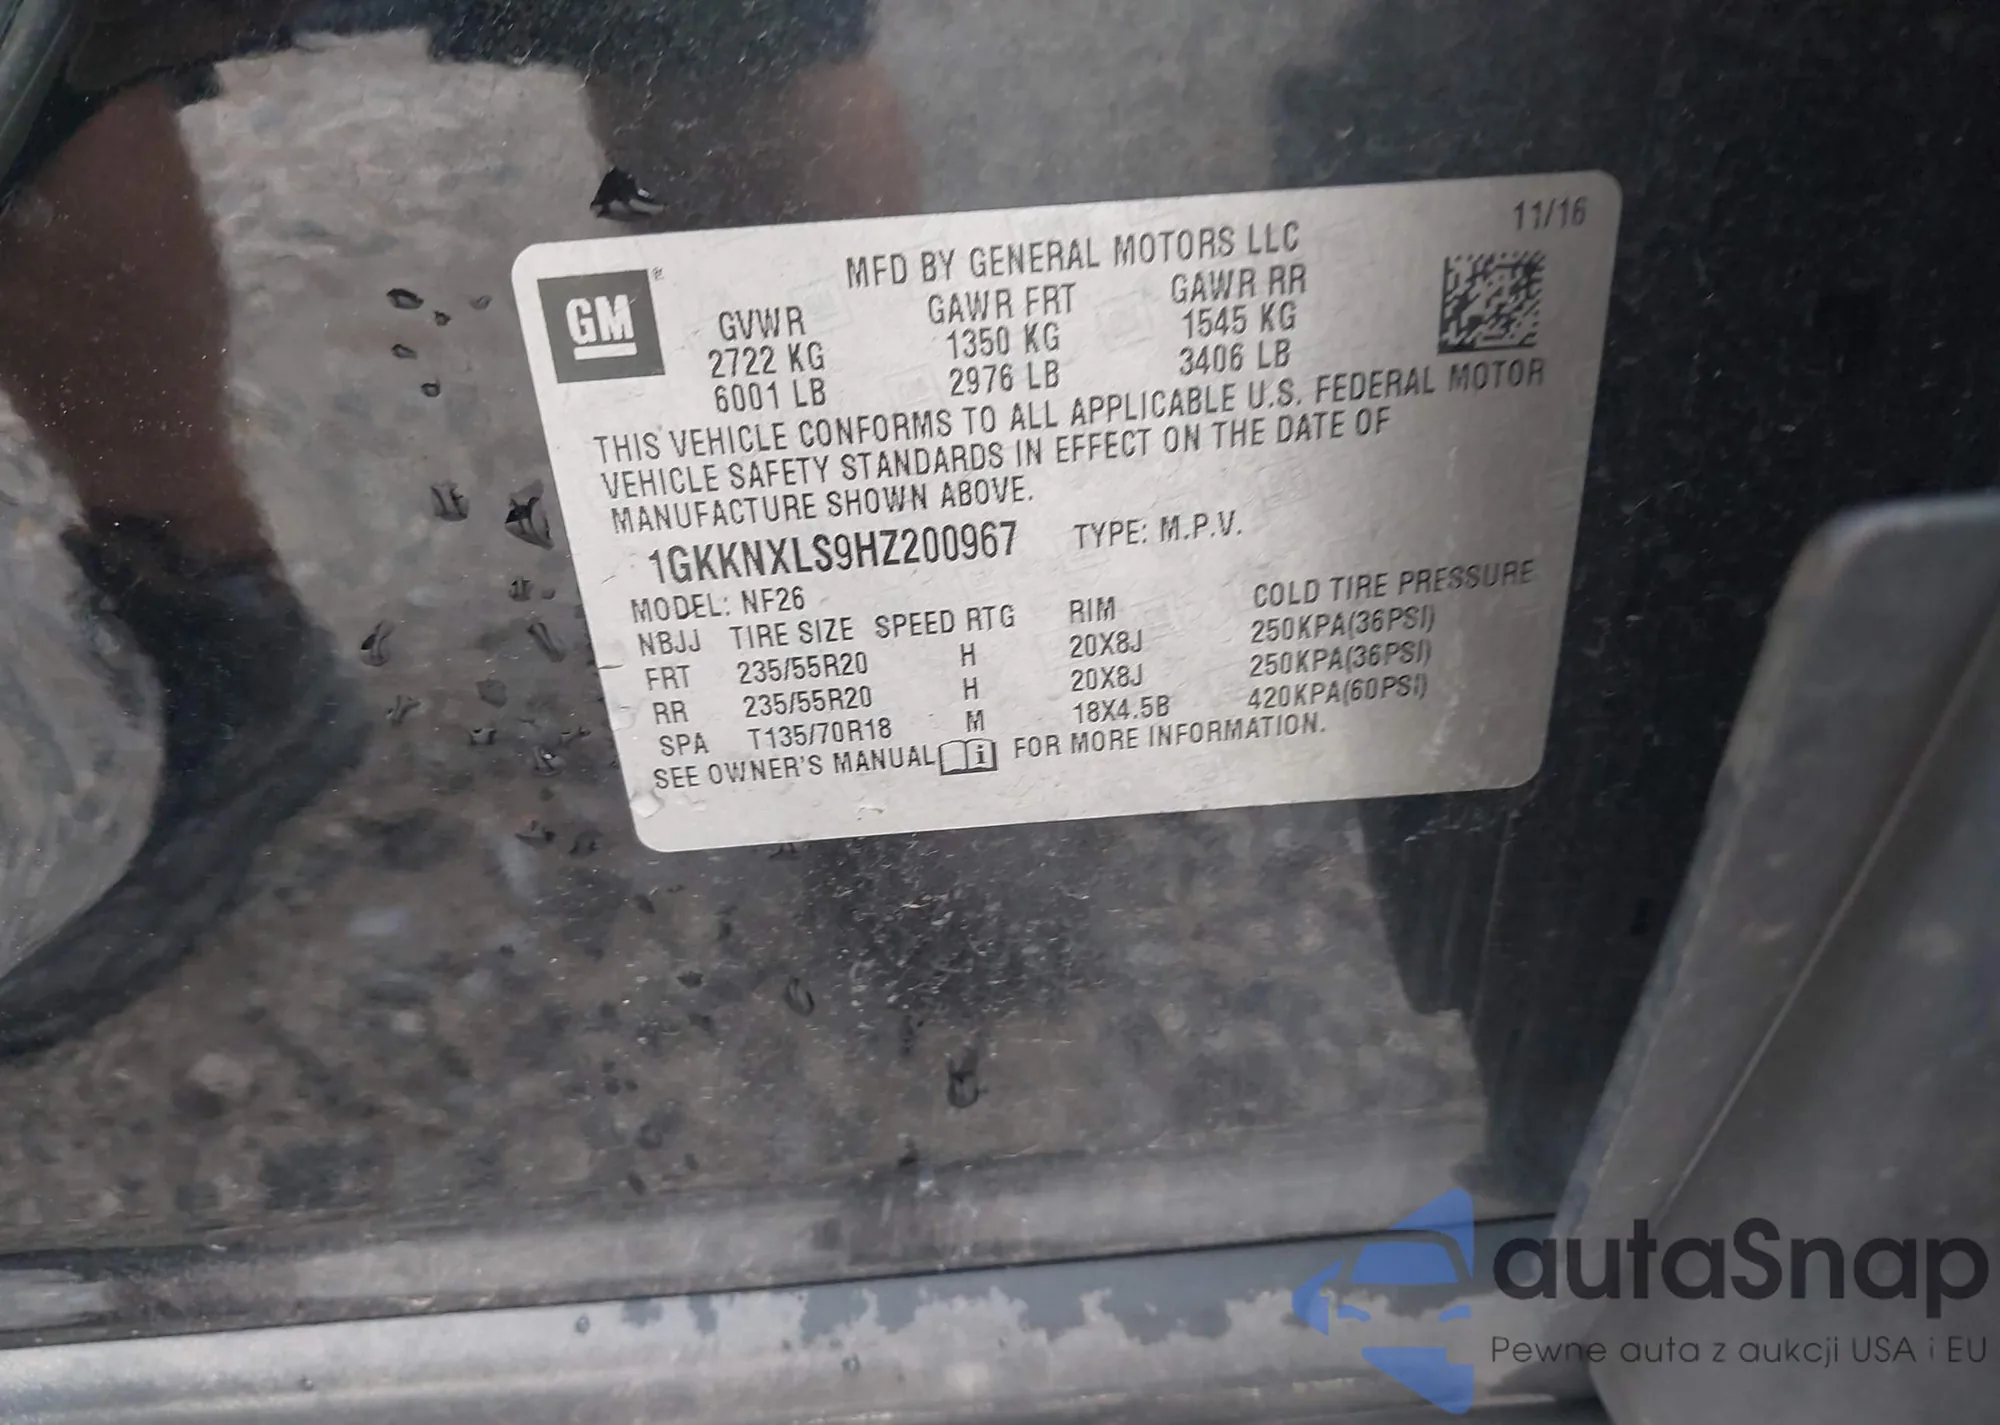 11/16
MFD BY GENERAL MOTORS LLC
GM ®
GVWR GAWR FRT GAWR RR
2722 KG 1350 KG 1545 KG
6001 LB 2976 LB 3406 LB
THIS VEHICLE CONFORMS TO ALL APPLICABLE U.S. FEDERAL MOTOR
VEHICLE SAFETY STANDARDS IN EFFECT ON THE DATE OF
MANUFACTURE SHOWN ABOVE.
1GKKNXLS9HZ200967 TYPE: M.P.V.
MODEL: NF26
NBJJ TIRE SIZE SPEED RTG RIM COLD TIRE PRESSURE
FRT 235/55R20 H 20X8J 250KPA(36PSI)
RR 235/55R20 H 20X8J 250KPA(36PSI)
SPA T135/70R18 M 18X4.5B 420KPA(60PSI)
SEE OWNER'S MANUAL i FOR MORE INFORMATION.
autaSnap
Pewne auta z aukcji USA i EU